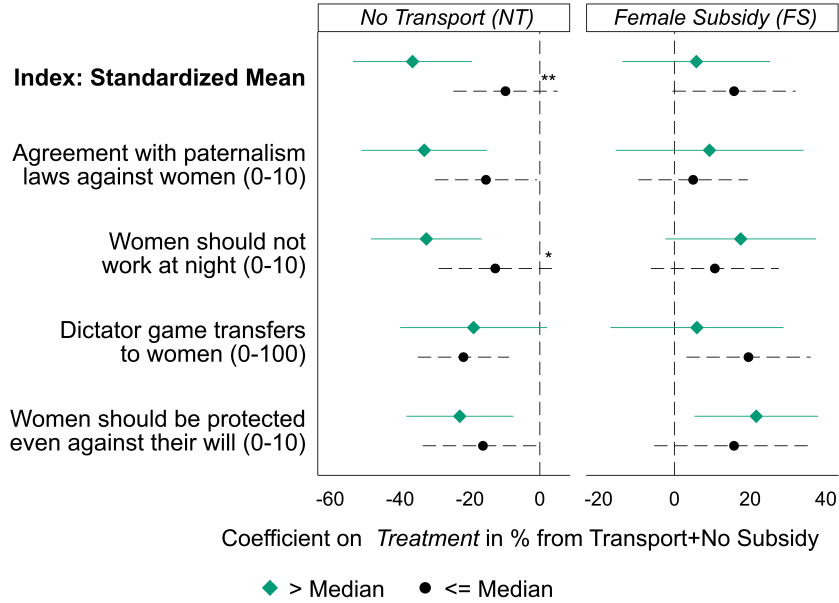 No Transport (NT)
Female Subsidy (FS)
Index: Standardized Mean
**
Agreement with paternalism
laws against women (0-10)
Women should not
work at night (0-10)
*
Dictator game transfers
to women (0-100)
Women should be protected
even against their will (0-10)
-60 -40 -20 0
-20 0 20 40
Coefficient on Treatment in % from Transport+No Subsidy
> Median <= Median